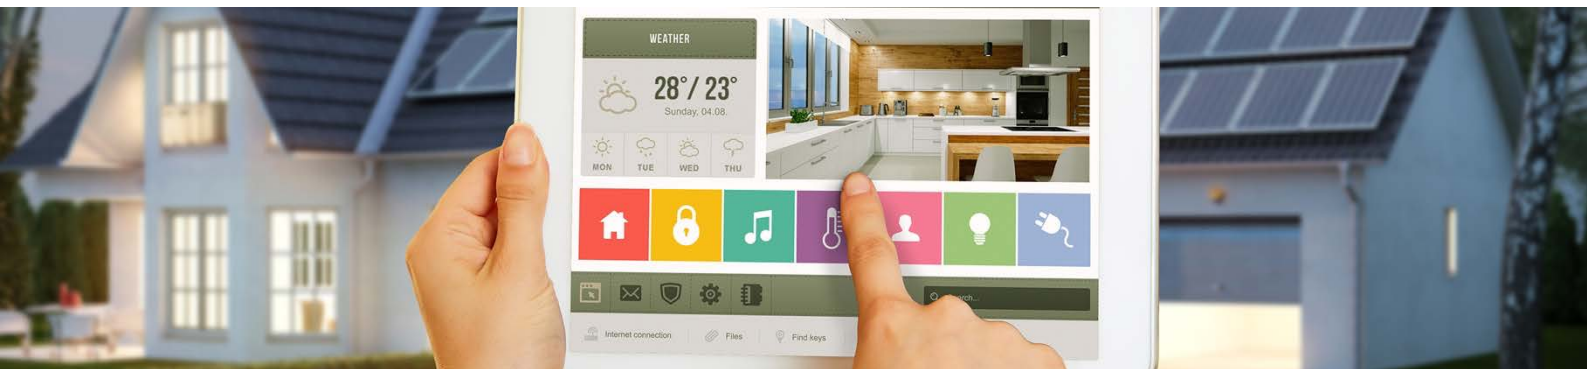 WEATHER
28°/ 23°
Sunday, 04.08.
MON TUE WED THU
Internet connection Files Find keys